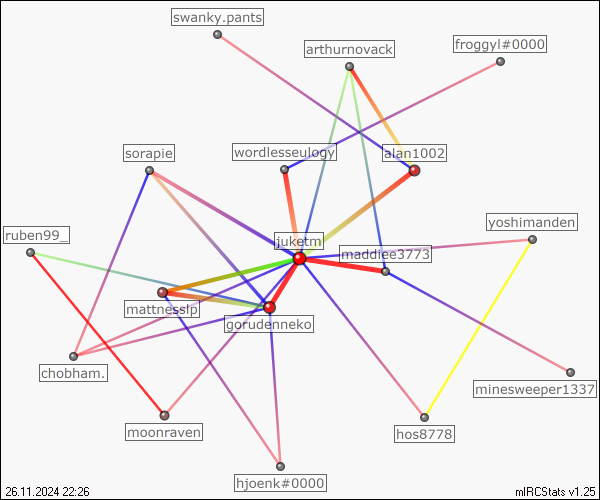 swanky.pants
arthurnovack
froggyl#0000
sorapie
wordlesseulogy
alan1002
yoshimanden
ruben99_
juketm
maddiee3773
mattnesslp
gorudenneko
chobham.
minesweeper1337
moonraven
hos8778
hjoenk#0000
26.11.2024 22:26
mIRCStats v1.25